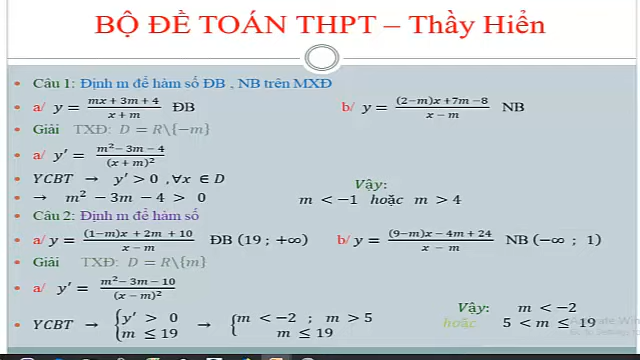 BỘ ĐỀ TOÁN THPT – Thầy Hiển
Câu 1: Định m để hàm số ĐB , NB trên MXĐ
a/ y = (mx + 3m + 4)/(x + m) ĐB b/ y = ((2−m)x + 7m − 8)/(x − m) NB
Giải TXĐ: D = R\{−m}
a/ y′ = (m² − 3m − 4)/(x + m)²
YCBT → y′ > 0 , ∀x ∈ D Vậy:
→ m² − 3m − 4 > 0 m < −1 hoặc m > 4
Câu 2: Định m để hàm số
a/ y = ((1−m)x + 2m + 10)/(x − m) ĐB (19 ; +∞) b/ y = ((9−m)x − 4m + 24)/(x − m) NB (−∞ ; 1)
Giải TXĐ: D = R\{m}
a/ y′ = (m² − 3m − 10)/(x − m)²
YCBT → { y′ > 0 ; m ≤ 19 → { m < −2 ; m > 5 ; m ≤ 19
Vậy: m < −2
hoặc 5 < m ≤ 19